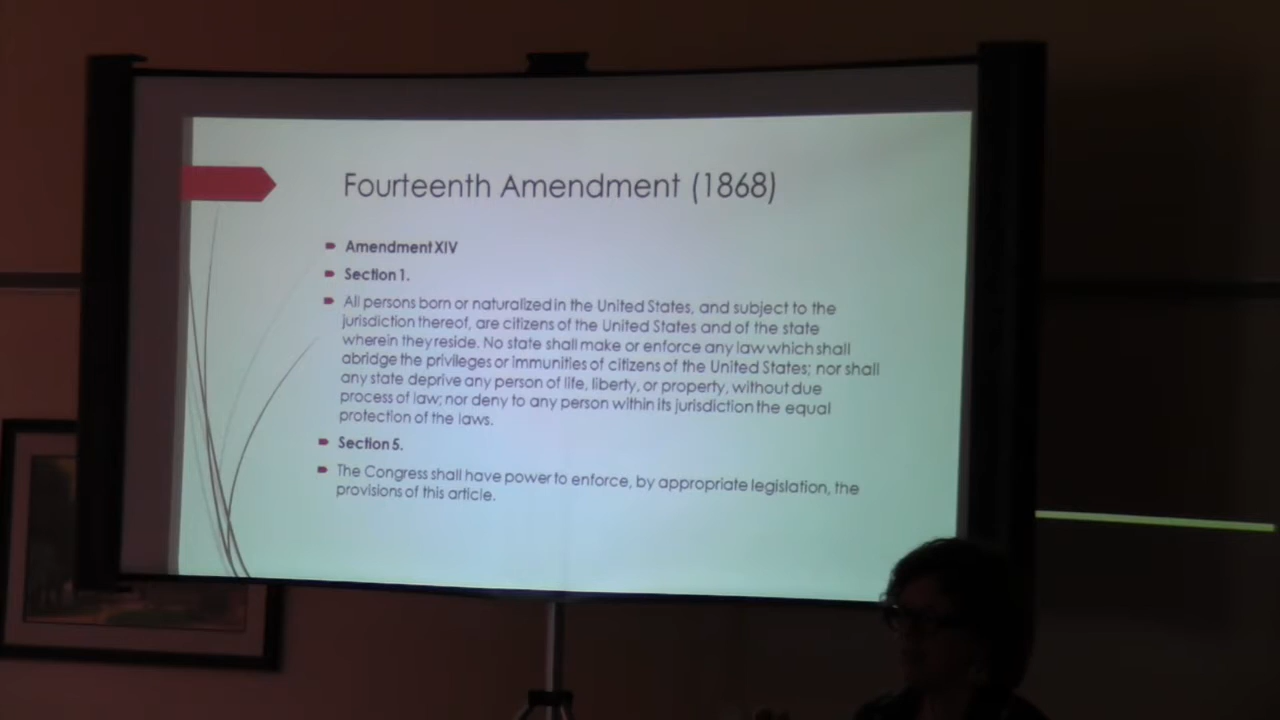 Fourteenth Amendment (1868)
Amendment XIV
Section 1.
All persons born or naturalized in the United States, and subject to the
jurisdiction thereof, are citizens of the United States and of the state
wherein they reside. No state shall make or enforce any law which shall
abridge the privileges or immunities of citizens of the United States; nor shall
any state deprive any person of life, liberty, or property, without due
process of law; nor deny to any person within its jurisdiction the equal
protection of the laws.
Section 5.
The Congress shall have power to enforce, by appropriate legislation, the
provisions of this article.